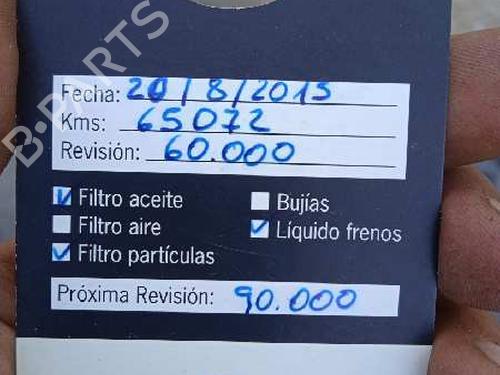 B-PARTS
Fecha: 20/8/2015
Kms: 65072
Revisión: 60.000
Filtro aceite
Bujías
Filtro aire
Líquido frenos
Filtro partículas
Próxima Revisión: 90.000